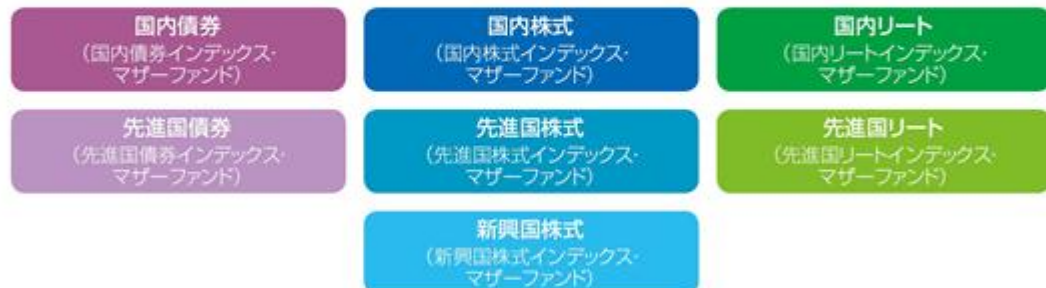 国内債券
(国内債券インデックス・
マザーファンド)
国内株式
(国内株式インデックス・
マザーファンド)
国内リート
(国内リートインデックス・
マザーファンド)
先進国債券
(先進国債券インデックス・
マザーファンド)
先進国株式
(先進国株式インデックス・
マザーファンド)
先進国リート
(先進国リートインデックス・
マザーファンド)
新興国株式
(新興国株式インデックス・
マザーファンド)